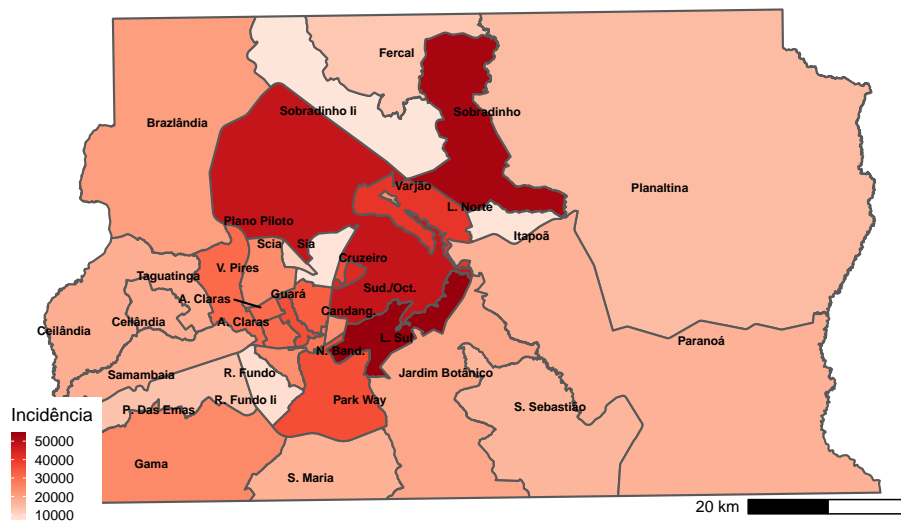 Fercal
Sobradinho Ii
Sobradinho
Brazlândia
Varjão
Planaltina
L. Norte
Plano Piloto
Itapoã
Scia
Sia
Cruzeiro
Taguatinga
V. Pires
Sud./Oct.
Guará
A. Claras
Candang.
Ceilândia
Ceilândia
A. Claras
L. Sul
Paranoá
N. Band.
Samambaia
R. Fundo
Jardim Botânico
R. Fundo Ii
Park Way
P. Das Emas
S. Sebastião
Gama
S. Maria
Incidência
50000
40000
30000
20000
10000
20 km